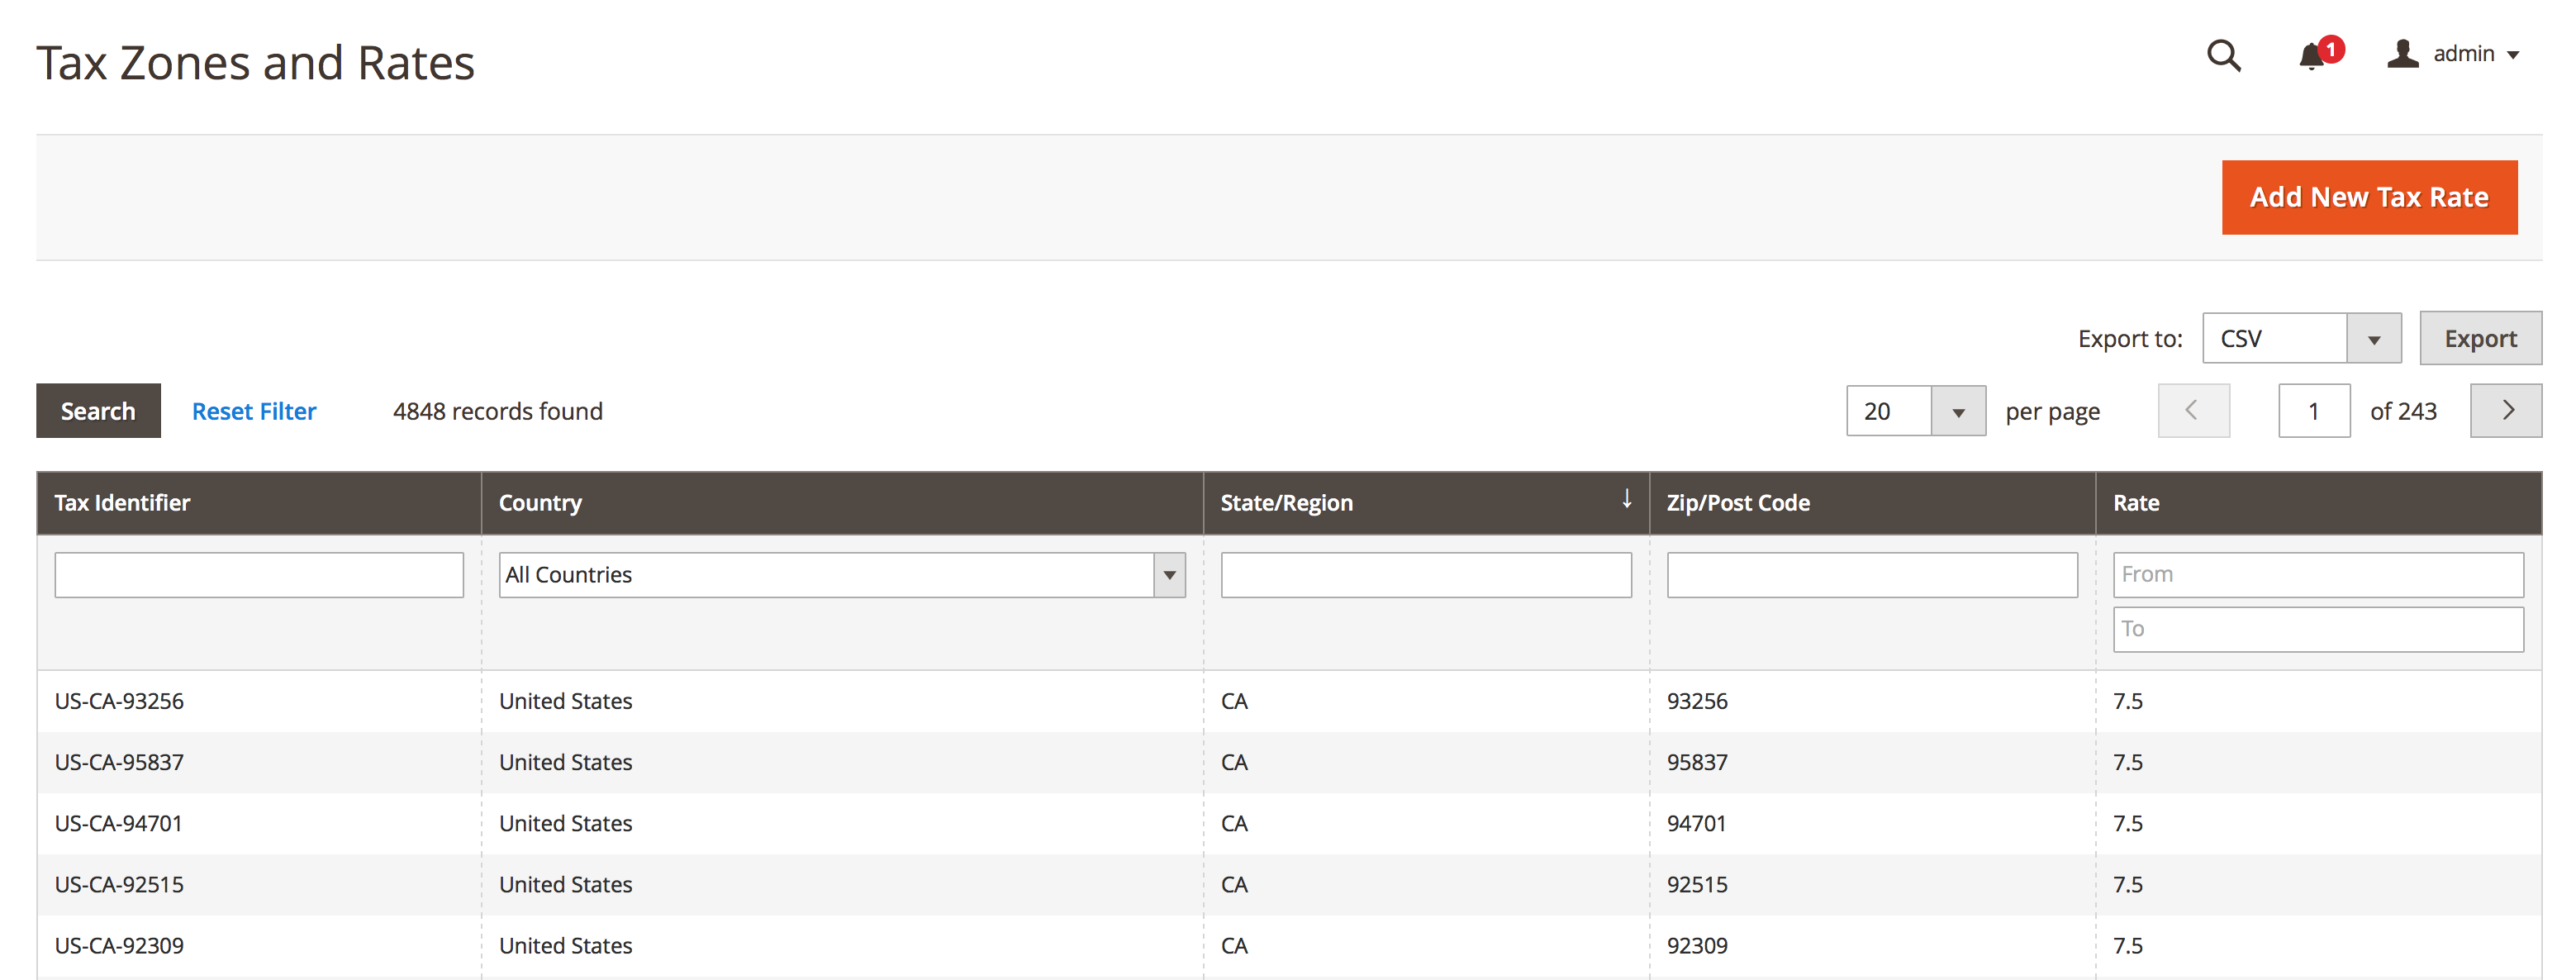 Tax Zones and Rates
1
admin
Add New Tax Rate
Export to: CSV Export
Search Reset Filter 4848 records found 20 per page 1 of 243
Tax Identifier Country State/Region ↓ Zip/Post Code Rate
All Countries From
To
US-CA-93256 United States CA 93256 7.5
US-CA-95837 United States CA 95837 7.5
US-CA-94701 United States CA 94701 7.5
US-CA-92515 United States CA 92515 7.5
US-CA-92309 United States CA 92309 7.5